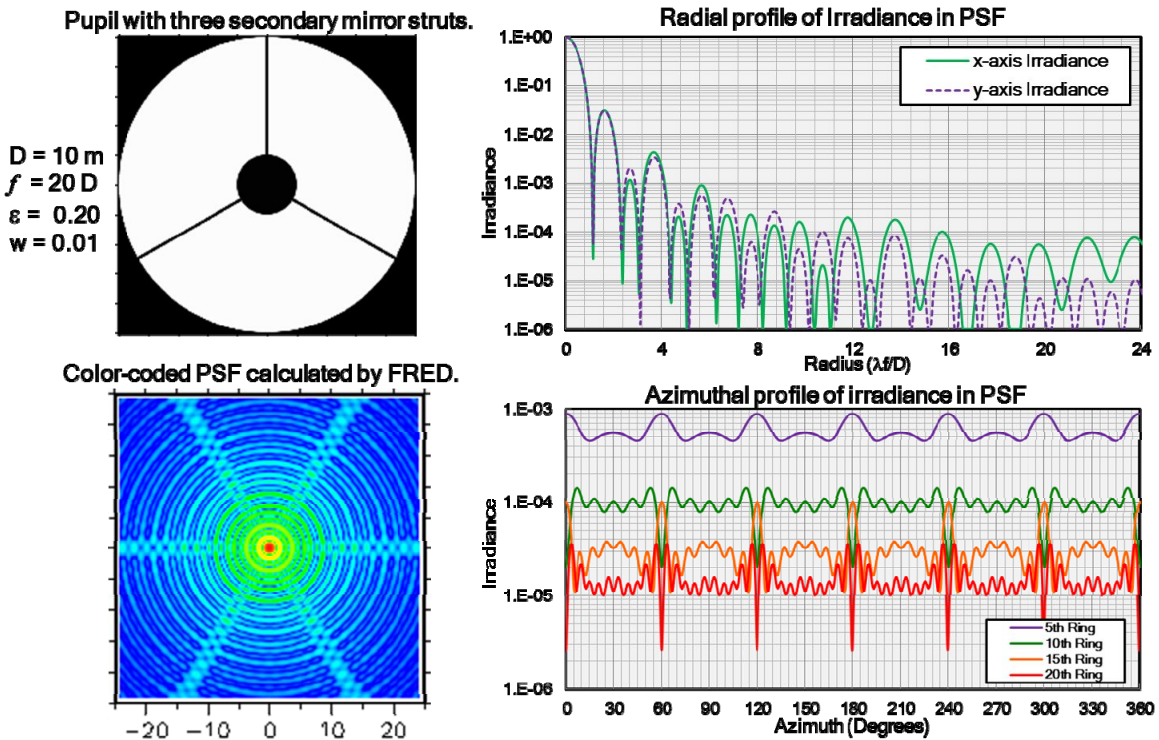 Pupil with three secondary mirror struts.
D = 10 m
f = 20 D
ε = 0.20
w = 0.01
Radial profile of Irradiance in PSF
1.E+00
1.E-01
1.E-02
1.E-03
1.E-04
1.E-05
1.E-06
Irradiance
x-axis Irradiance
y-axis Irradiance
0 4 8 12 16 20 24
Radius (λf/D)
Color-coded PSF calculated by FRED.
−20 −10 0 10 20
Azimuthal profile of irradiance in PSF
1.E-03
1.E-04
1.E-05
1.E-06
Irradiance
5th Ring
10th Ring
15th Ring
20th Ring
0 30 60 90 120 150 180 210 240 270 300 330 360
Azimuth (Degrees)